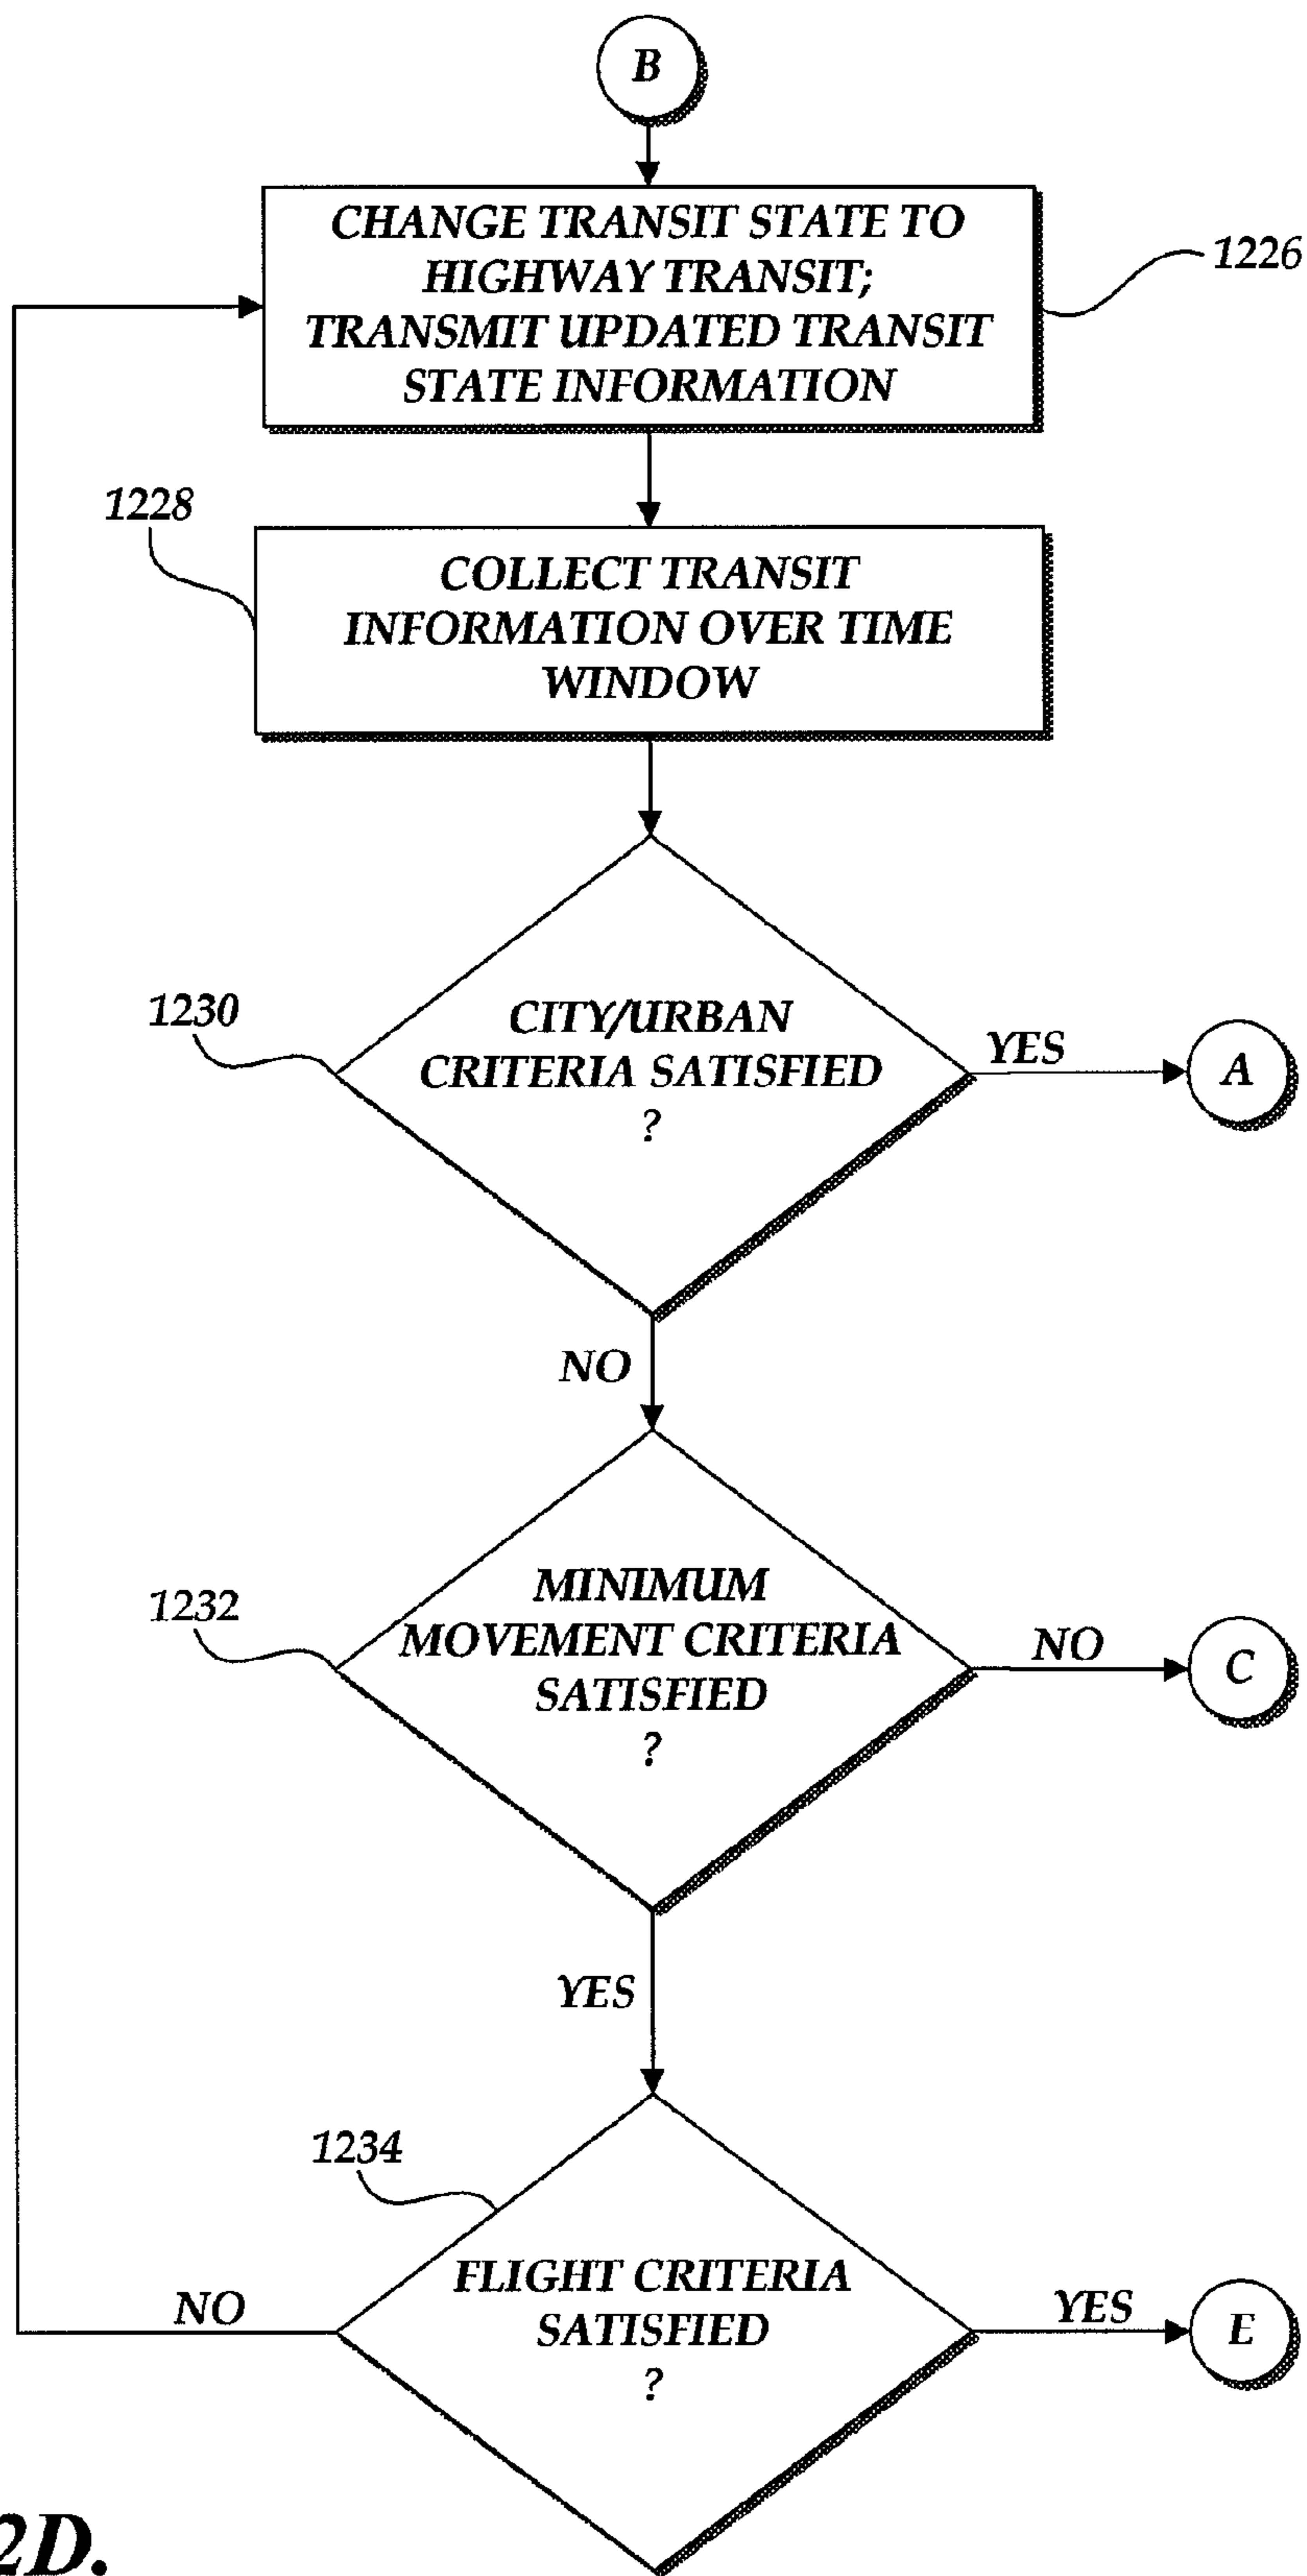 B
CHANGE TRANSIT STATE TO
HIGHWAY TRANSIT;
TRANSMIT UPDATED TRANSIT
STATE INFORMATION
1226
1228
COLLECT TRANSIT
INFORMATION OVER TIME
WINDOW
1230
CITY/URBAN
CRITERIA SATISFIED
?
YES
A
NO
1232
MINIMUM
MOVEMENT CRITERIA
SATISFIED
?
NO
C
YES
1234
FLIGHT CRITERIA
SATISFIED
?
NO
YES
E
2D.